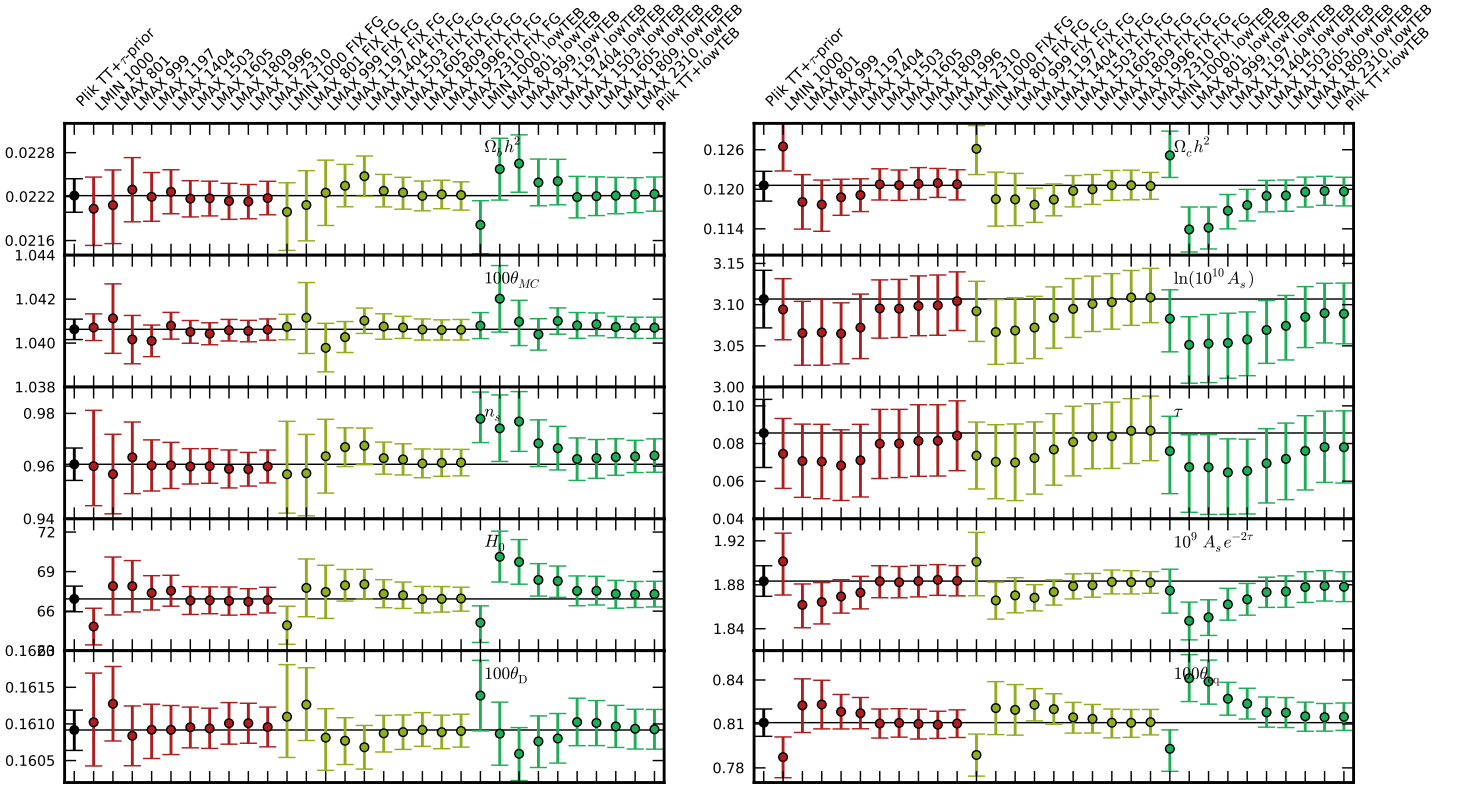 Plik TT+τ-prior
LMIN 1000
LMAX 801
LMAX 999
LMAX 1197
LMAX 1404
LMAX 1503
LMAX 1605
LMAX 1809
LMAX 1996
LMAX 2310
LMIN 1000 FIX FG
LMAX 801 FIX FG
LMAX 999 FIX FG
LMAX 1197 FIX FG
LMAX 1404 FIX FG
LMAX 1503 FIX FG
LMAX 1605 FIX FG
LMAX 1809 FIX FG
LMAX 1996 FIX FG
LMAX 2310 FIX FG
LMIN 1000, lowTEB
LMAX 801, lowTEB
LMAX 999, lowTEB
LMAX 1197, lowTEB
LMAX 1404, lowTEB
LMAX 1503, lowTEB
LMAX 1605, lowTEB
LMAX 1809, lowTEB
LMAX 2310, lowTEB
Plik TT+lowTEB
0.0228
0.0222
0.0216
Ω_b h²
1.044
1.042
1.040
1.038
100θ_MC
0.98
0.96
0.94
n_s
72
69
66
H_0
0.1615
0.1610
0.1605
100θ_D
Plik TT+τ-prior
LMIN 1000
LMAX 801
LMAX 999
LMAX 1197
LMAX 1404
LMAX 1503
LMAX 1605
LMAX 1809
LMAX 1996
LMAX 2310
LMIN 1000 FIX FG
LMAX 801 FIX FG
LMAX 999 FIX FG
LMAX 1197 FIX FG
LMAX 1404 FIX FG
LMAX 1503 FIX FG
LMAX 1605 FIX FG
LMAX 1809 FIX FG
LMAX 1996 FIX FG
LMAX 2310 FIX FG
LMIN 1000, lowTEB
LMAX 801, lowTEB
LMAX 999, lowTEB
LMAX 1197, lowTEB
LMAX 1404, lowTEB
LMAX 1503, lowTEB
LMAX 1605, lowTEB
LMAX 1809, lowTEB
LMAX 2310, lowTEB
Plik TT+lowTEB
0.126
0.120
0.114
Ω_c h²
3.15
3.10
3.05
3.00
ln(10¹⁰ A_s)
0.10
0.08
0.06
0.04
τ
1.92
1.88
1.84
10⁹ A_s e^{−2τ}
0.84
0.81
0.78
100θ_eq